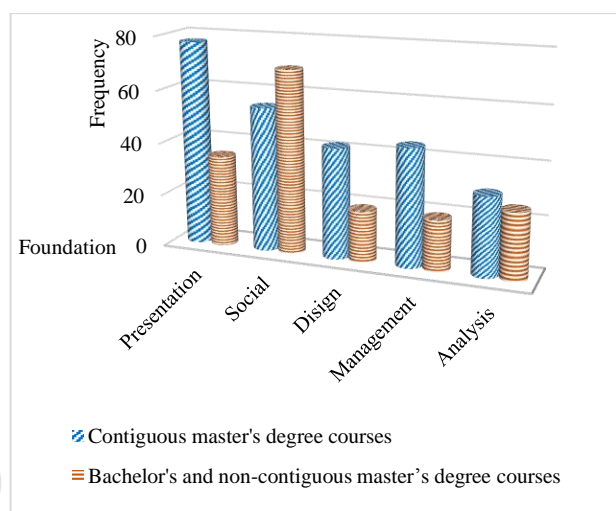 80
Frequency
60
40
20
Foundation 0
Presentation
Social
Disign
Management
Analysis
Contiguous master's degree courses
Bachelor's and non-contiguous master’s degree courses